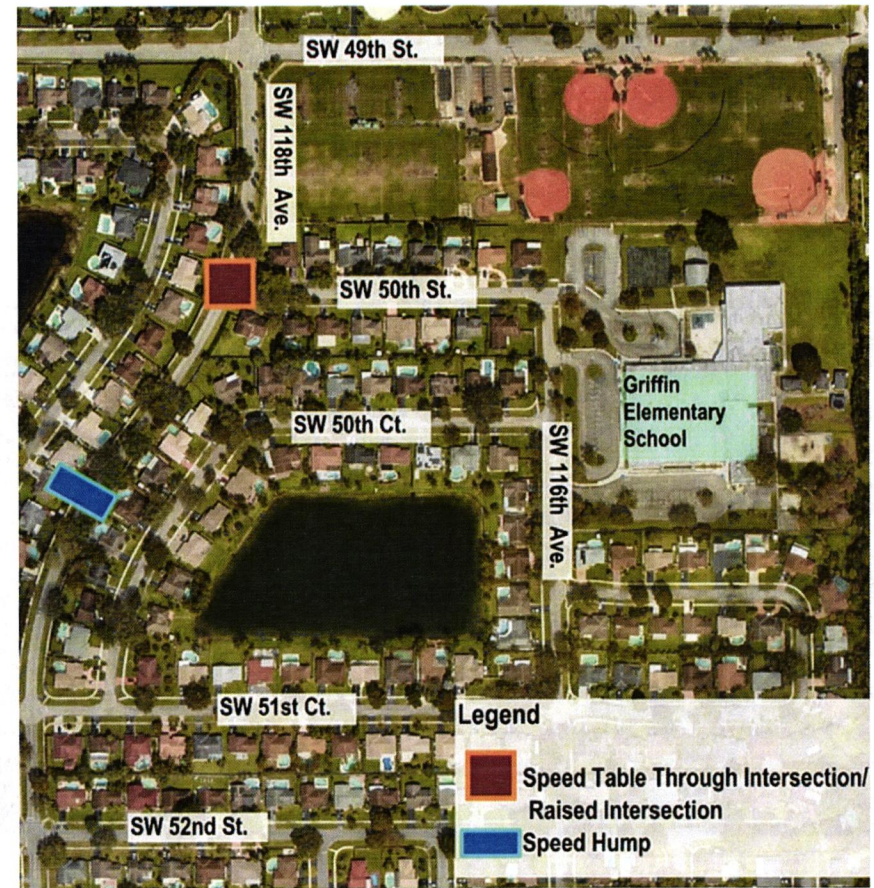 SW 49th St.
SW 118th Ave.
SW 50th St.
Griffin
Elementary
School
SW 50th Ct.
SW 116th Ave.
SW 51st Ct.
Legend
Speed Table Through Intersection/
Raised Intersection
SW 52nd St.
Speed Hump